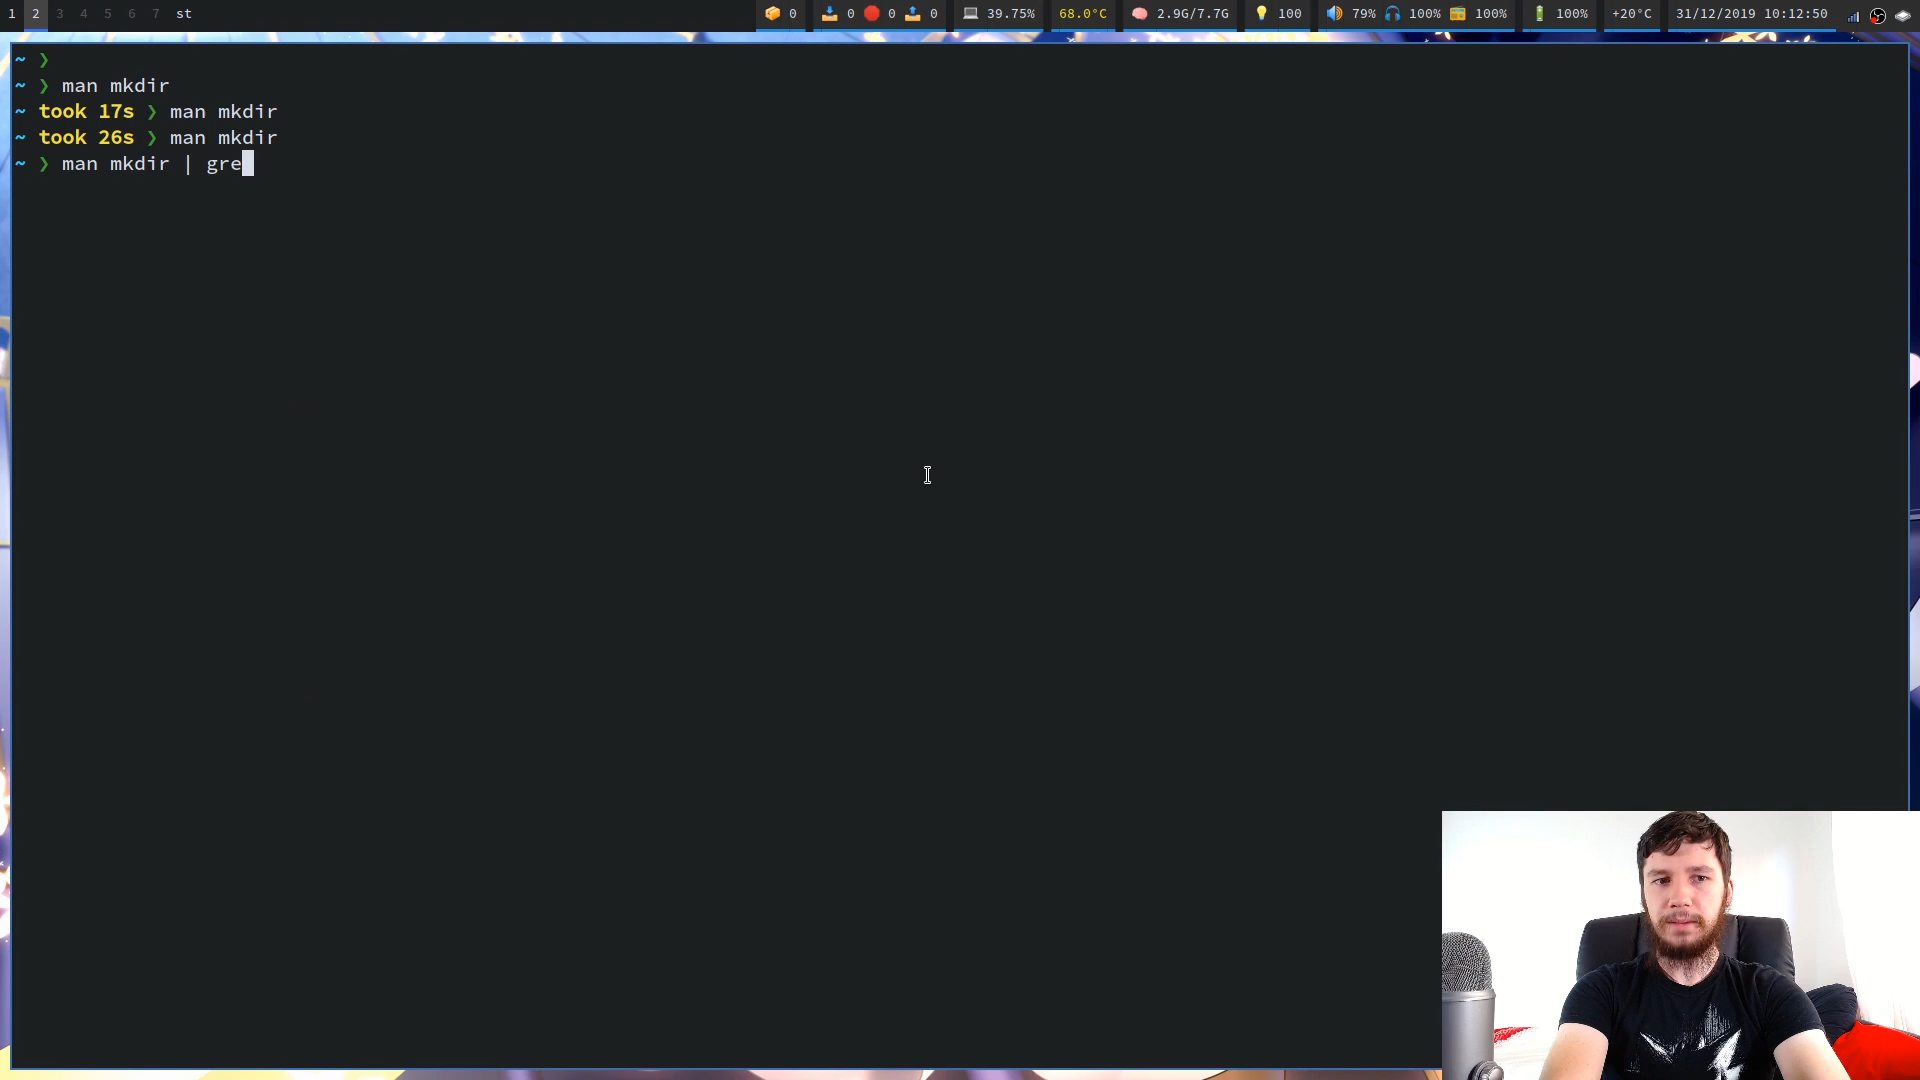 1 2 3 4 5 6 7 st 0 0 0 0 39.75% 68.0°C 2.9G/7.7G 100 79% 100% 100% 100% +20°C 31/12/2019 10:12:50
~ ❯
~ ❯ man mkdir
~ took 17s ❯ man mkdir
~ took 26s ❯ man mkdir
~ ❯ man mkdir | gre